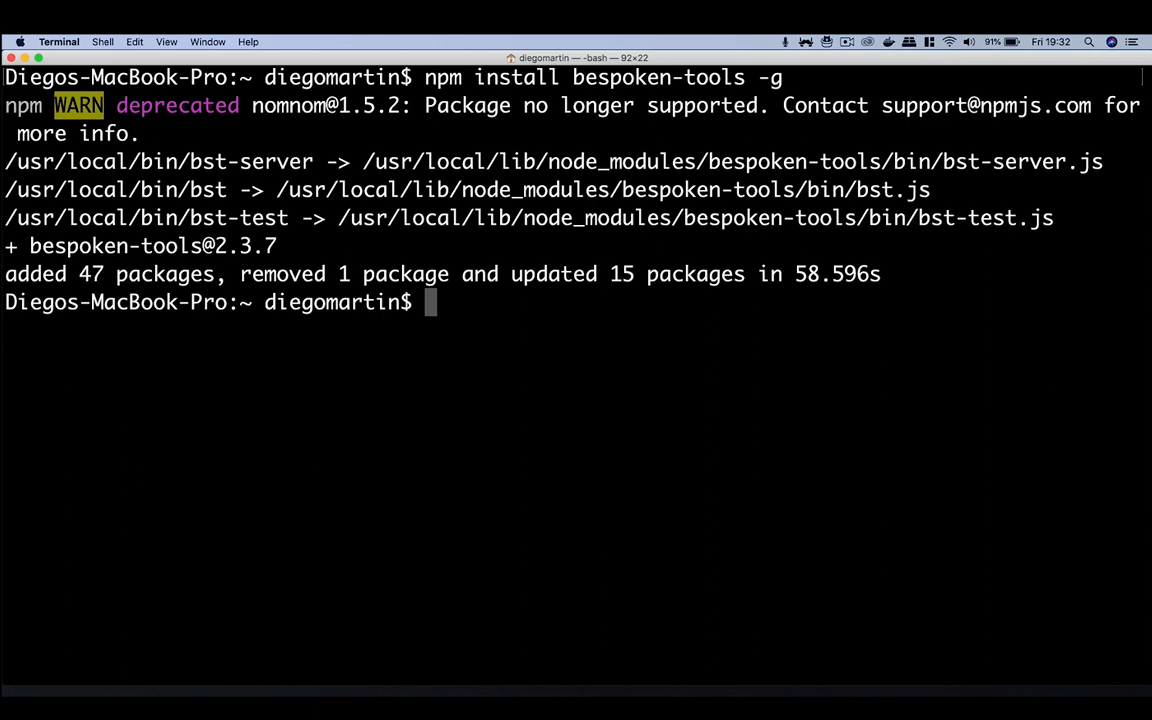 Terminal Shell Edit View Window Help 91% Fri 19:32
diegomartin — -bash — 92×22
Diegos-MacBook-Pro:~ diegomartin$ npm install bespoken-tools -g
npm WARN deprecated nomnom@1.5.2: Package no longer supported. Contact support@npmjs.com for
more info.
/usr/local/bin/bst-server -> /usr/local/lib/node_modules/bespoken-tools/bin/bst-server.js
/usr/local/bin/bst -> /usr/local/lib/node_modules/bespoken-tools/bin/bst.js
/usr/local/bin/bst-test -> /usr/local/lib/node_modules/bespoken-tools/bin/bst-test.js
+ bespoken-tools@2.3.7
added 47 packages, removed 1 package and updated 15 packages in 58.596s
Diegos-MacBook-Pro:~ diegomartin$